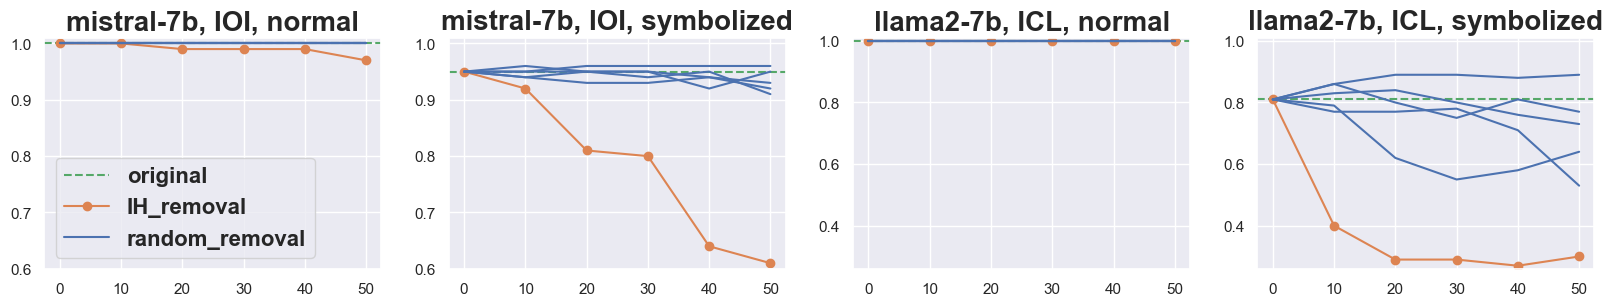 mistral-7b, IOI, normal
1.0
0.9
0.8
0.7
0.6
0 10 20 30 40 50
original
IH_removal
random_removal
mistral-7b, IOI, symbolized
1.0
0.9
0.8
0.7
0.6
0 10 20 30 40 50
llama2-7b, ICL, normal
1.0
0.8
0.6
0.4
0 10 20 30 40 50
llama2-7b, ICL, symbolized
1.0
0.8
0.6
0.4
0 10 20 30 40 50